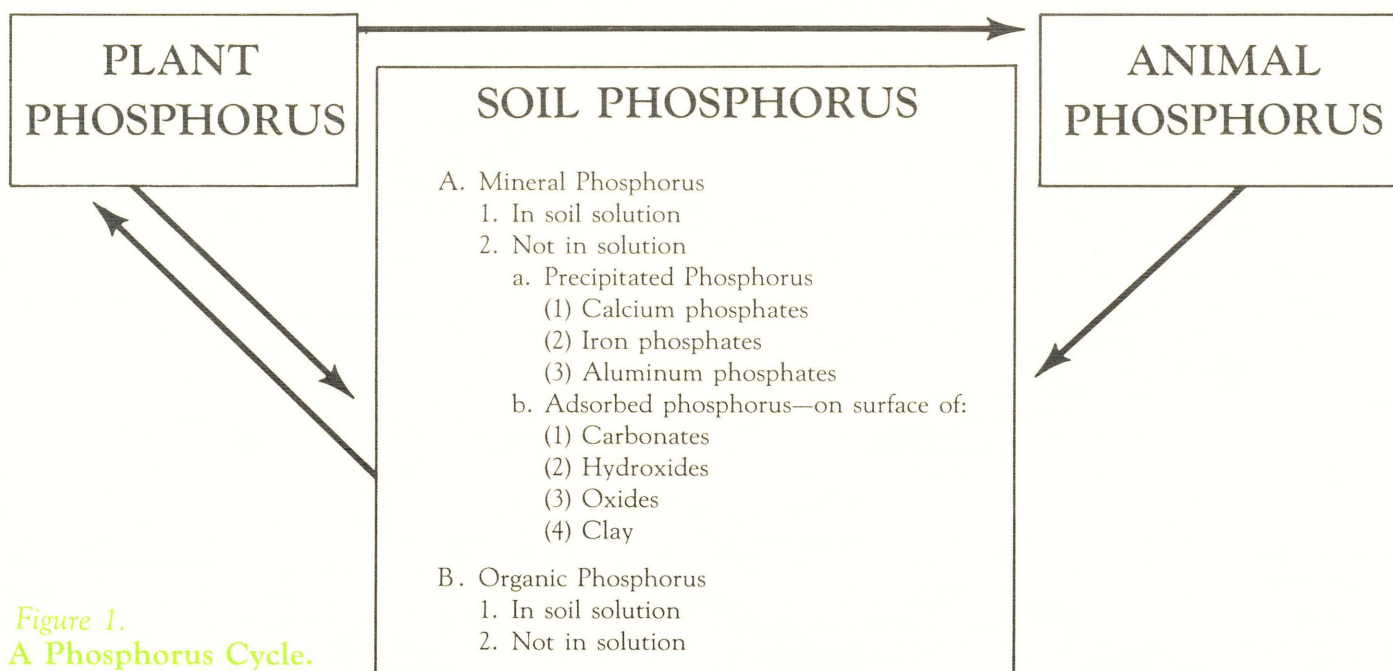 PLANT
PHOSPHORUS
SOIL PHOSPHORUS
A. Mineral Phosphorus
1. In soil solution
2. Not in solution
a. Precipitated Phosphorus
(1) Calcium phosphates
(2) Iron phosphates
(3) Aluminum phosphates
b. Adsorbed phosphorus—on surface of:
(1) Carbonates
(2) Hydroxides
(3) Oxides
(4) Clay
B. Organic Phosphorus
1. In soil solution
2. Not in solution
ANIMAL
PHOSPHORUS
Figure 1.
A Phosphorus Cycle.